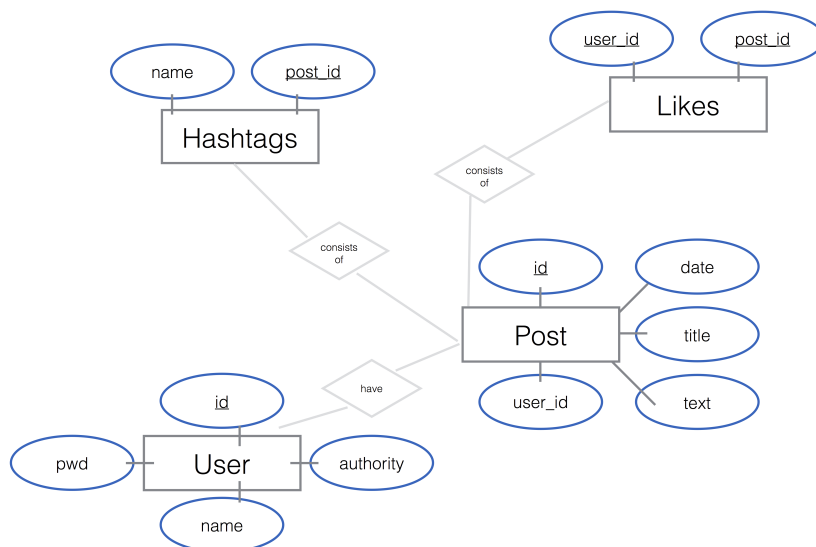 user_id
post_id
name
post_id
Likes
Hashtags
consists
of
consists
of
id
date
Post
title
have
id
user_id
text
pwd
User
authority
name